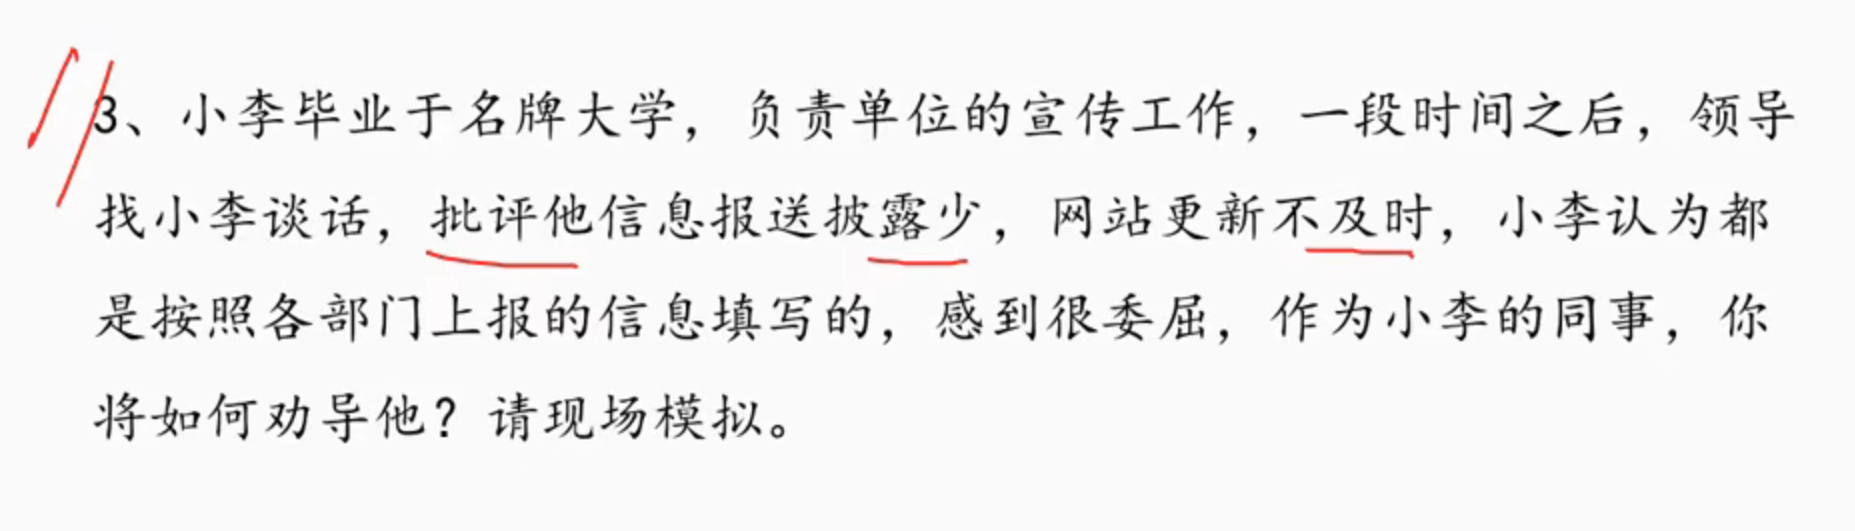 3、小李毕业于名牌大学，负责单位的宣传工作，一段时间之后，领导
找小李谈话，批评他信息报送披露少，网站更新不及时，小李认为都
是按照各部门上报的信息填写的，感到很委屈，作为小李的同事，你
将如何劝导他？请现场模拟。